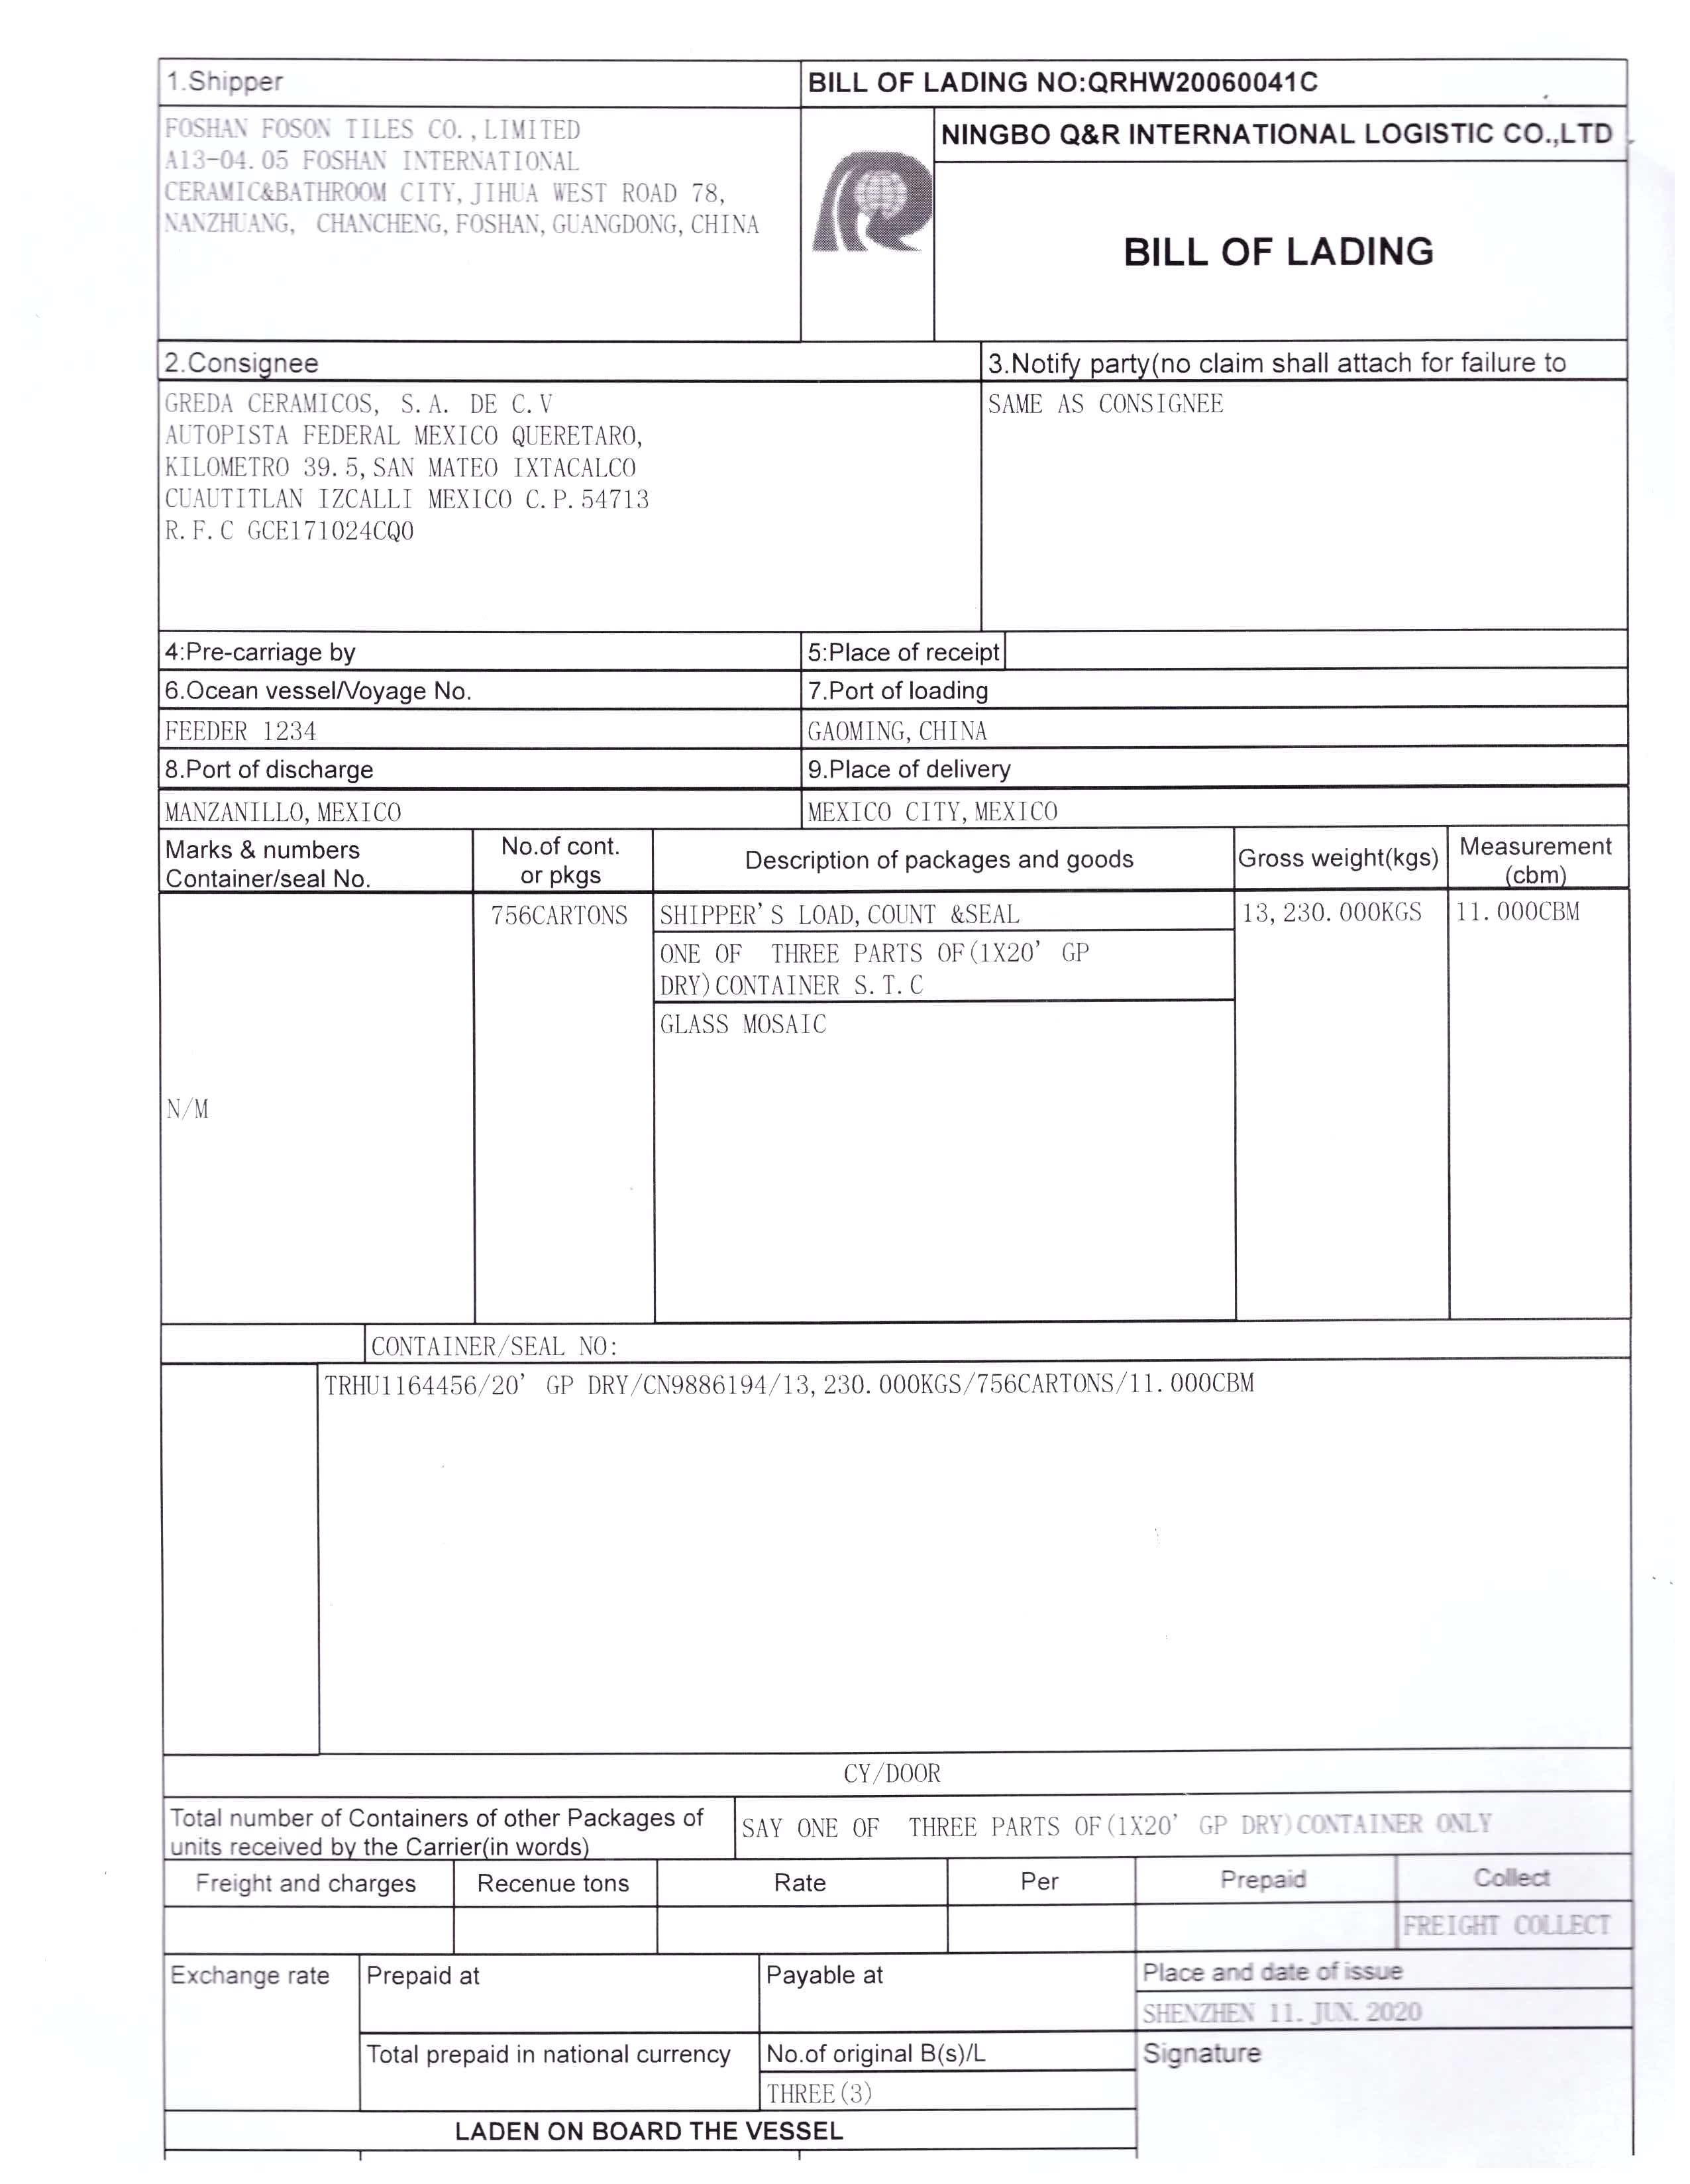 1.Shipper
BILL OF LADING NO:QRHW20060041C
FOSHAN FOSON TILES CO.,LIMITED
A13-04.05 FOSHAN INTERNATIONAL
CERAMIC&BATHROOM CITY,JIHUA WEST ROAD 78,
NANZHUANG, CHANCHENG,FOSHAN,GUANGDONG,CHINA
NINGBO Q&R INTERNATIONAL LOGISTIC CO.,LTD
BILL OF LADING
2.Consignee
3.Notify party(no claim shall attach for failure to
GREDA CERAMICOS, S.A. DE C.V
AUTOPISTA FEDERAL MEXICO QUERETARO,
KILOMETRO 39.5,SAN MATEO IXTACALCO
CUAUTITLAN IZCALLI MEXICO C.P.54713
R.F.C GCE171024CQ0
SAME AS CONSIGNEE
4:Pre-carriage by
5:Place of receipt
6.Ocean vessel/Voyage No.
7.Port of loading
FEEDER 1234
GAOMING,CHINA
8.Port of discharge
9.Place of delivery
MANZANILLO,MEXICO
MEXICO CITY,MEXICO
Marks & numbers
Container/seal No.
No.of cont.
or pkgs
Description of packages and goods
Gross weight(kgs)
Measurement
(cbm)
756CARTONS
SHIPPER'S LOAD,COUNT &SEAL
13,230.000KGS
11.000CBM
ONE OF THREE PARTS OF(1X20' GP
DRY)CONTAINER S.T.C
GLASS MOSAIC
N/M
CONTAINER/SEAL NO:
TRHU1164456/20' GP DRY/CN9886194/13,230.000KGS/756CARTONS/11.000CBM
CY/DOOR
Total number of Containers of other Packages of
units received by the Carrier(in words)
SAY ONE OF THREE PARTS OF(1X20' GP DRY)CONTAINER ONLY
Freight and charges
Recenue tons
Rate
Per
Prepaid
Collect
FREIGHT COLLECT
Exchange rate
Prepaid at
Payable at
Place and date of issue
SHENZHEN 11.JUN.2020
Total prepaid in national currency
No.of original B(s)/L
Signature
THREE(3)
LADEN ON BOARD THE VESSEL